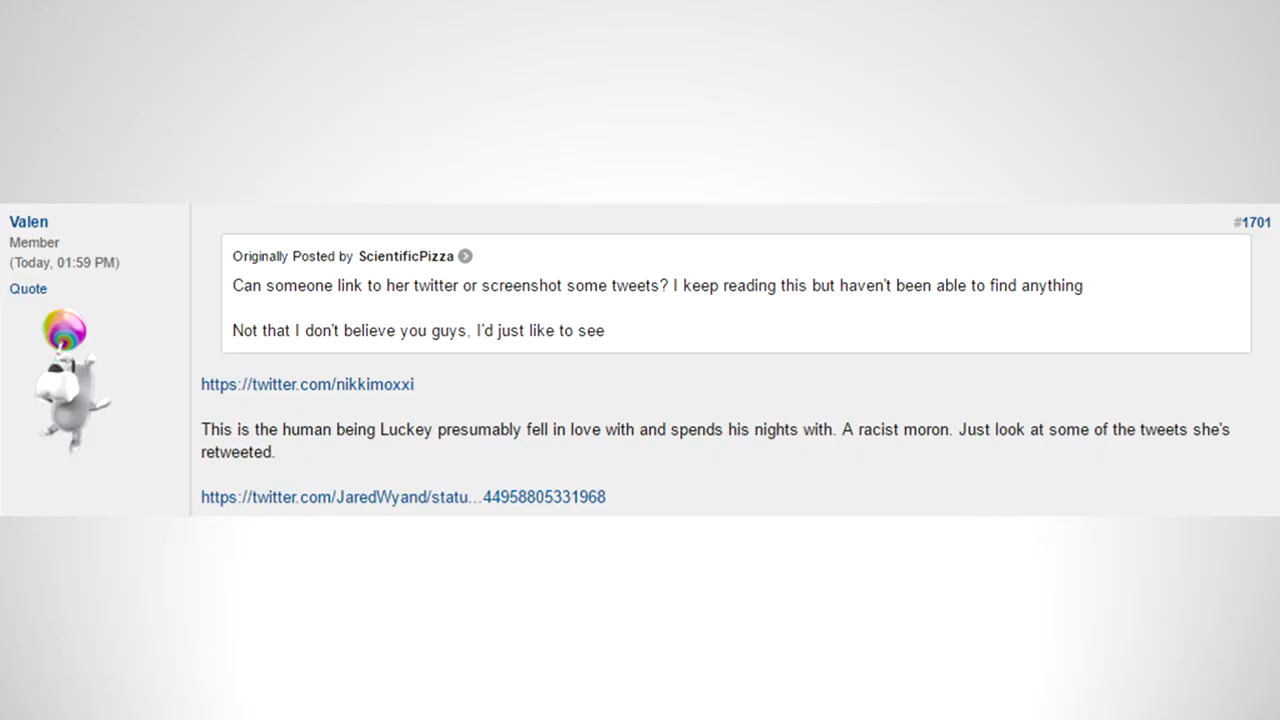 Valen
Member
(Today, 01:59 PM)
Quote
#1701
Originally Posted by ScientificPizza
Can someone link to her twitter or screenshot some tweets? I keep reading this but haven't been able to find anything
Not that I don't believe you guys, I'd just like to see
https://twitter.com/nikkimoxxi
This is the human being Luckey presumably fell in love with and spends his nights with. A racist moron. Just look at some of the tweets she's
retweeted.
https://twitter.com/JaredWyand/statu...44958805331968